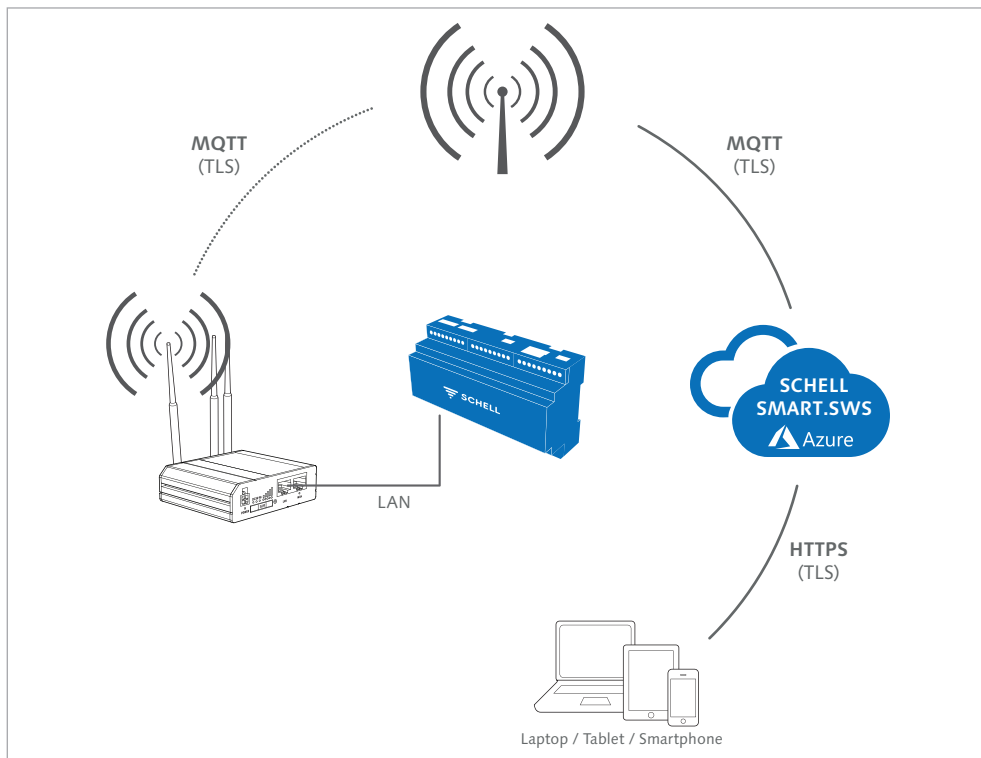 MQTT
(TLS)
MQTT
(TLS)
SCHELL
SCHELL
SMART.SWS
Azure
LAN
HTTPS
(TLS)
Laptop / Tablet / Smartphone